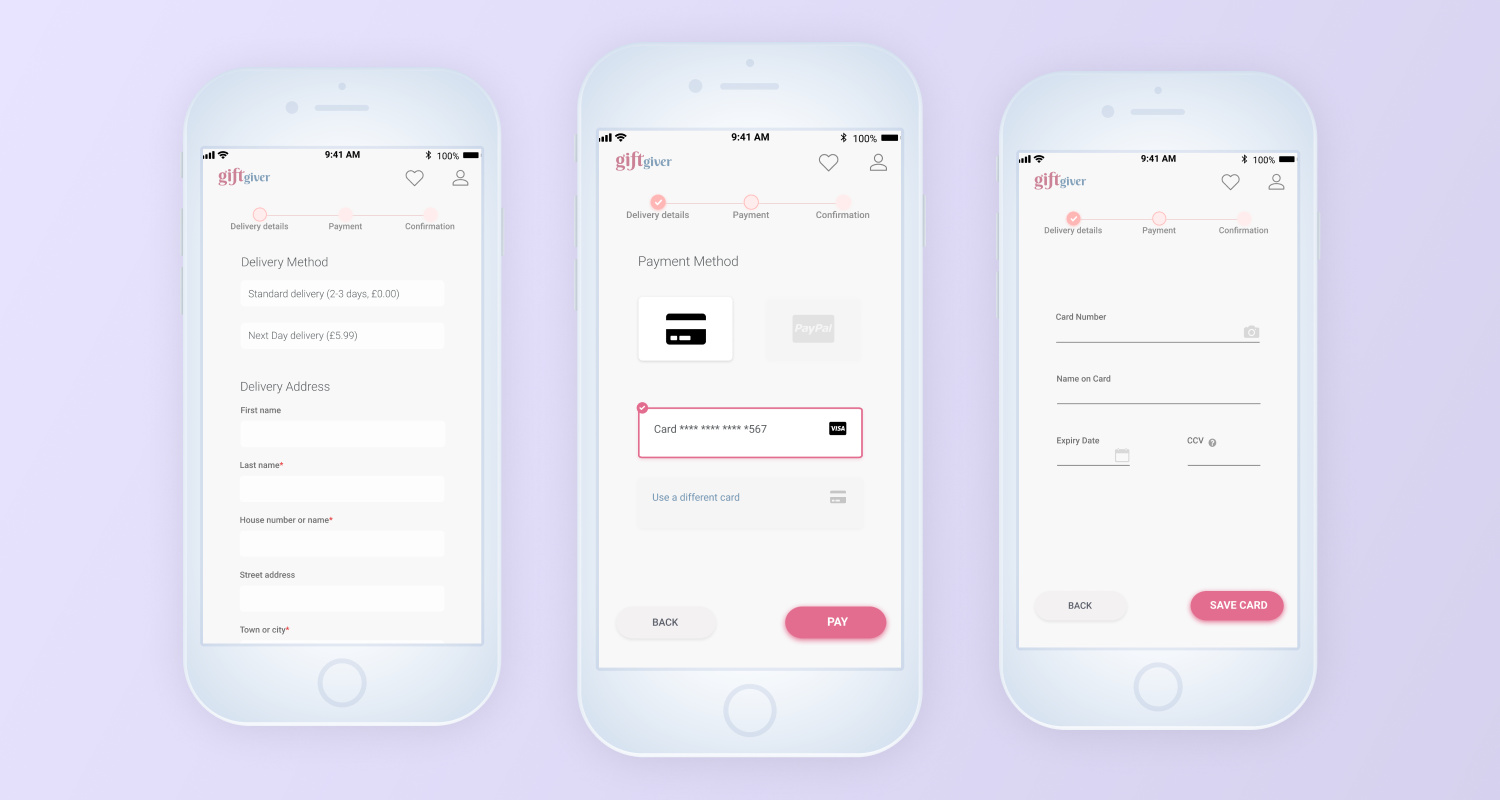 9:41 AM 100%
giftgiver
Delivery details Payment Confirmation
Delivery Method
Standard delivery (2-3 days, £0.00)
Next Day delivery (£5.99)
Delivery Address
First name
Last name*
House number or name*
Street address
Town or city*
9:41 AM 100%
giftgiver
Delivery details Payment Confirmation
Payment Method
PayPal
Card **** **** **** *567 VISA
Use a different card
BACK PAY
9:41 AM 100%
giftgiver
Delivery details Payment Confirmation
Card Number
Name on Card
Expiry Date CCV ?
BACK SAVE CARD